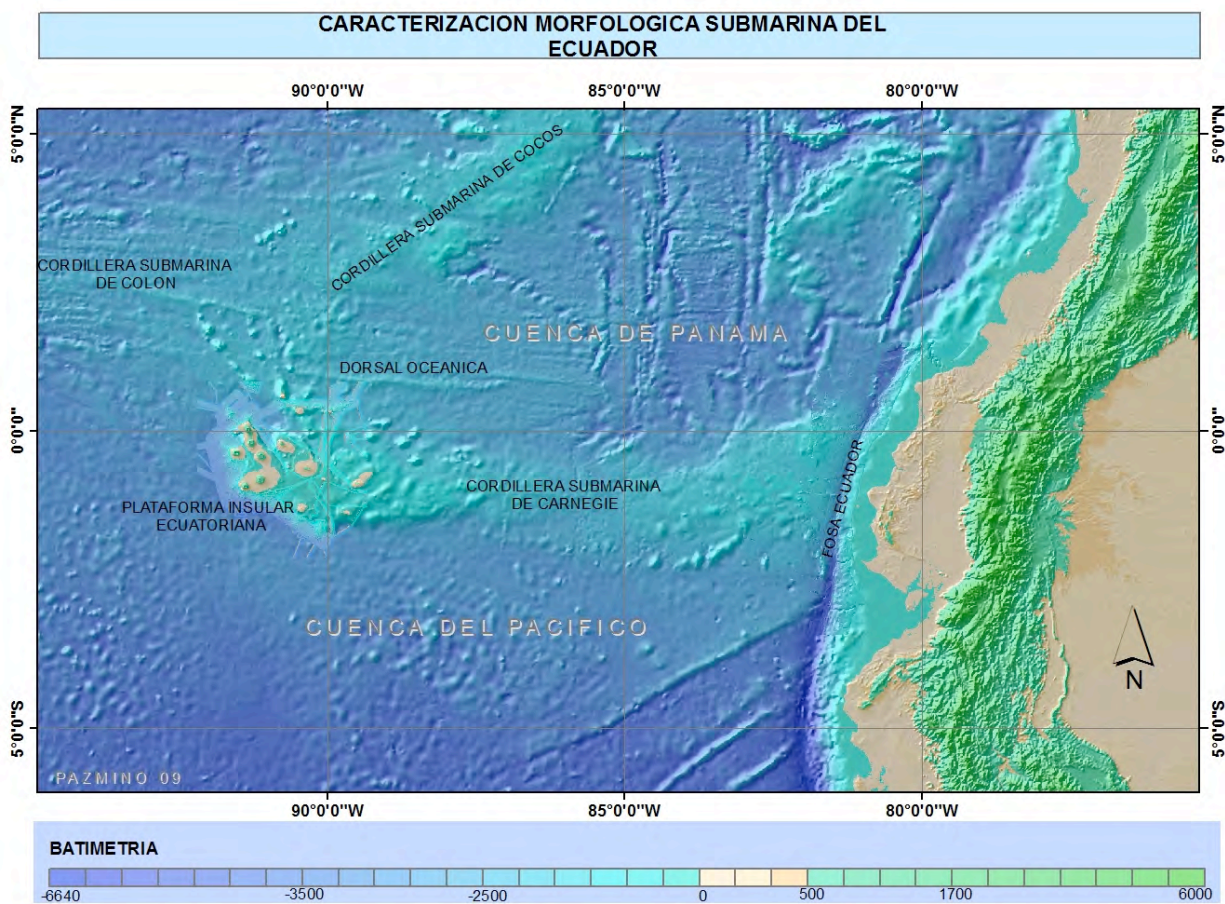 CARACTERIZACION MORFOLOGICA SUBMARINA DEL
ECUADOR
90°0'0"W
85°0'0"W
80°0'0"W
5°0'0"N
5°0'0"N
CORDILLERA SUBMARINA DE COCOS
CORDILLERA SUBMARINA
DE COLON
CUENCA DE PANAMA
DORSAL OCEANICA
0°0'0"
0°0'0"
CORDILLERA SUBMARINA
DE CARNEGIE
FOSA ECUADOR
PLATAFORMA INSULAR
ECUATORIANA
CUENCA DEL PACIFICO
N
5°0'0"S
5°0'0"S
PAZMINO 09
90°0'0"W
85°0'0"W
80°0'0"W
BATIMETRIA
-6640
-3500
-2500
0
500
1700
6000